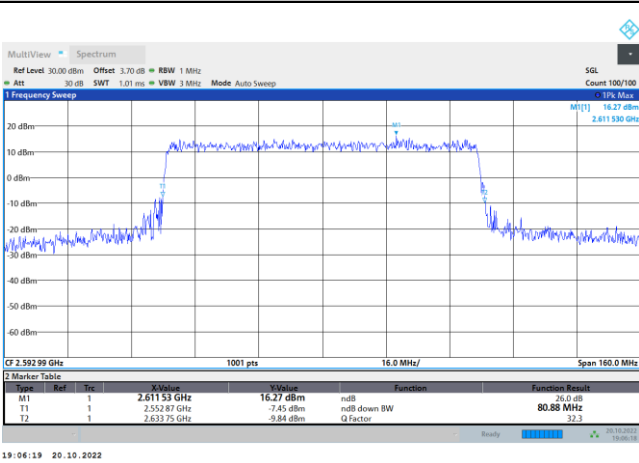 MultiView Spectrum
Ref Level 30.00 dBm Offset 3.70 dB RBW 1 MHz SGL
Att 30 dB SWT 1.01 ms VBW 3 MHz Mode Auto Sweep Count 100/100
1 Frequency Sweep 1Pk Max
M1[1] 16.27 dBm
2.611 530 GHz
20 dBm
M1
10 dBm
0 dBm
T1
T2
-10 dBm
-20 dBm
-30 dBm
-40 dBm
-50 dBm
-60 dBm
CF 2.592 99 GHz 1001 pts 16.0 MHz/ Span 160.0 MHz
2 Marker Table
Type Ref Trc X-Value Y-Value Function Function Result
M1 1 2.611 53 GHz 16.27 dBm ndB 26.0 dB
T1 1 2.552 87 GHz -7.45 dBm ndB down BW 80.88 MHz
T2 1 2.633 75 GHz -9.84 dBm Q Factor 32.3
Ready 20.10.2022
19:06:18
19:06:19 20.10.2022